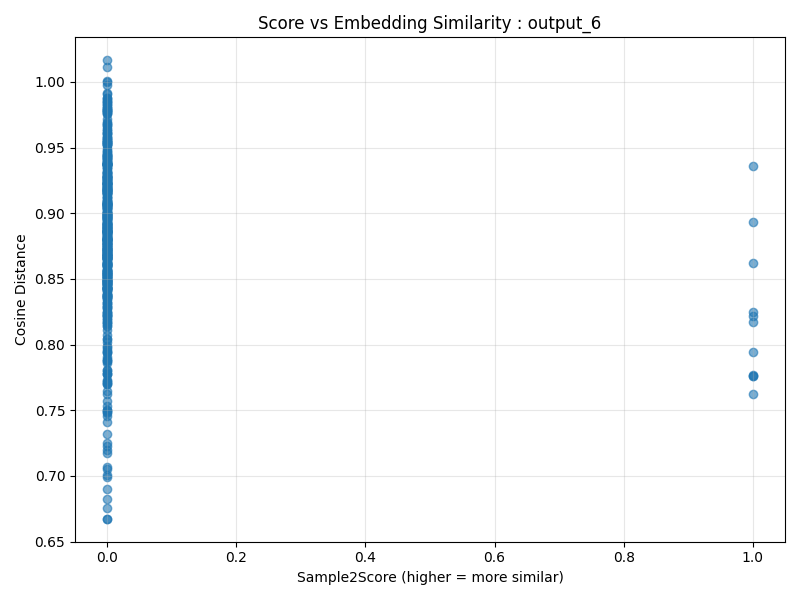 Score vs Embedding Similarity : output_6
Cosine Distance
1.00
0.95
0.90
0.85
0.80
0.75
0.70
0.65
0.0 0.2 0.4 0.6 0.8 1.0
Sample2Score (higher = more similar)